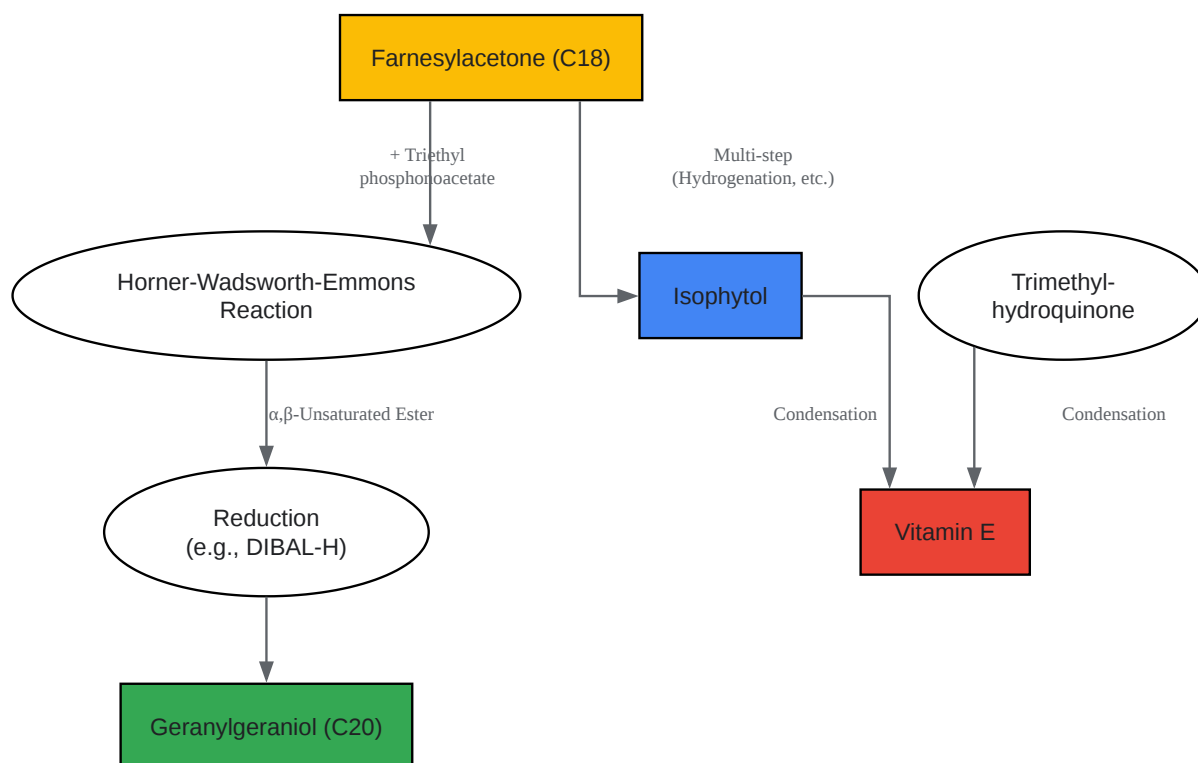 Farnesylacetone (C18)
+ Triethyl
phosphonoacetate
Multi-step
(Hydrogenation, etc.)
Horner-Wadsworth-Emmons
Reaction
Isophytol
Trimethyl-
hydroquinone
α,β-Unsaturated Ester
Condensation
Condensation
Reduction
(e.g., DIBAL-H)
Vitamin E
Geranylgeraniol (C20)